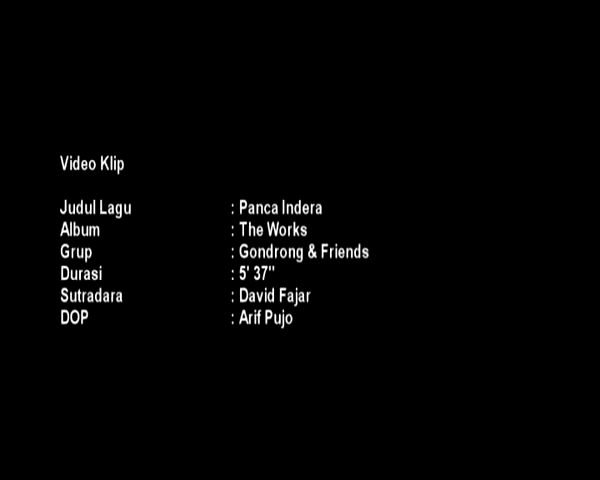 Video Klip
Judul Lagu : Panca Indera
Album : The Works
Grup : Gondrong & Friends
Durasi : 5' 37"
Sutradara : David Fajar
DOP : Arif Pujo